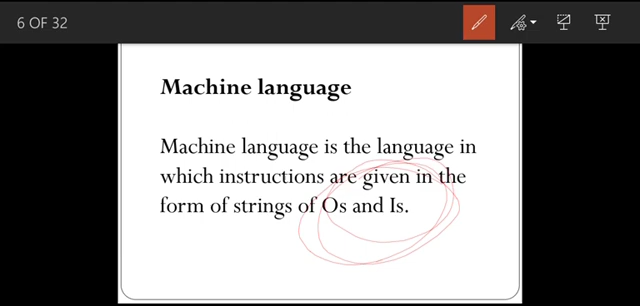 6 OF 32
Machine language
Machine language is the language in
which instructions are given in the
form of strings of Os and Is.